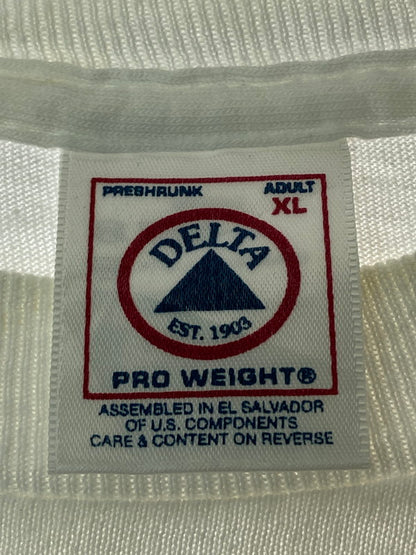 PRESHRUNK ADULT
XL
DELTA
EST. 1903
PRO WEIGHT®
ASSEMBLED IN EL SALVADOR
OF U.S. COMPONENTS
CARE & CONTENT ON REVERSE